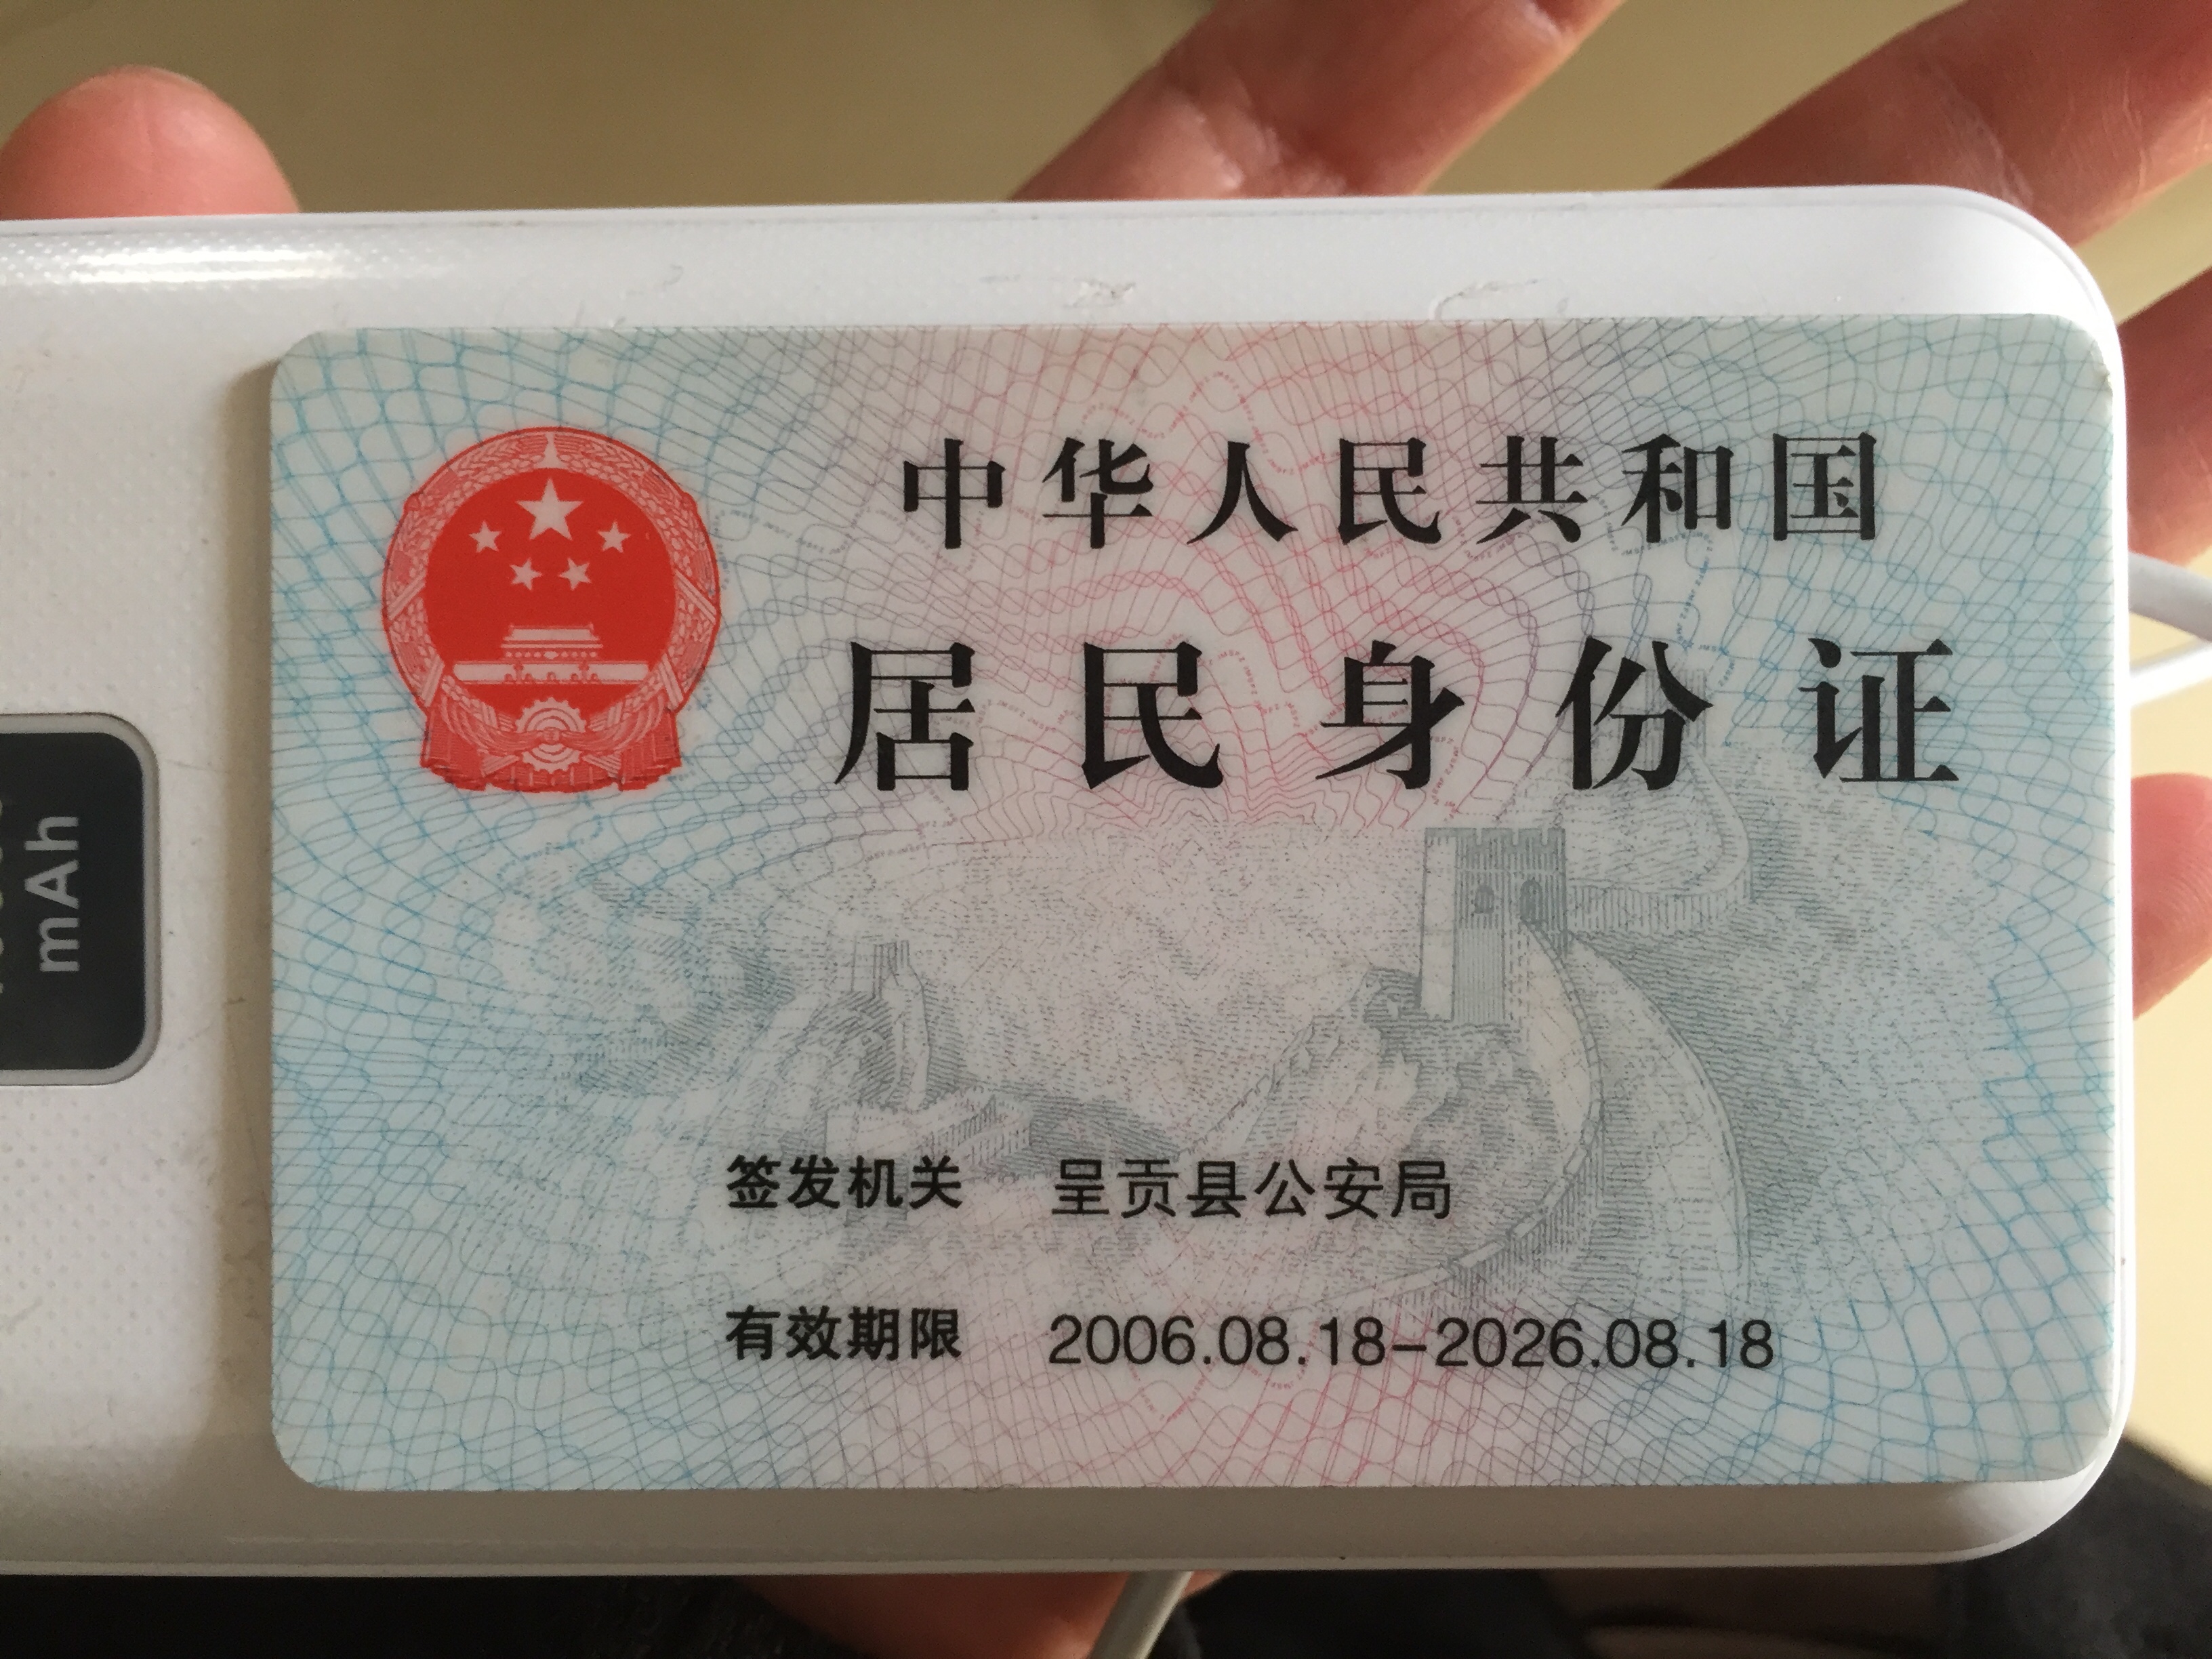 中华人民共和国
居民身份证
签发机关 呈贡县公安局
有效期限 2006.08.18-2026.08.18
mAh